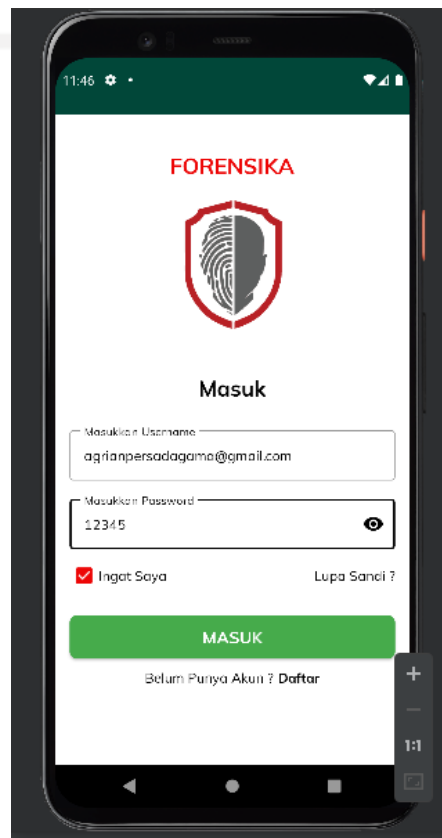 11:46
FORENSIKA
Masuk
Masukkan Username
agrianpersadagama@gmail.com
Masukkan Password
12345
Ingat Saya
Lupa Sandi ?
MASUK
Belum Punya Akun ? Daftar
1:1